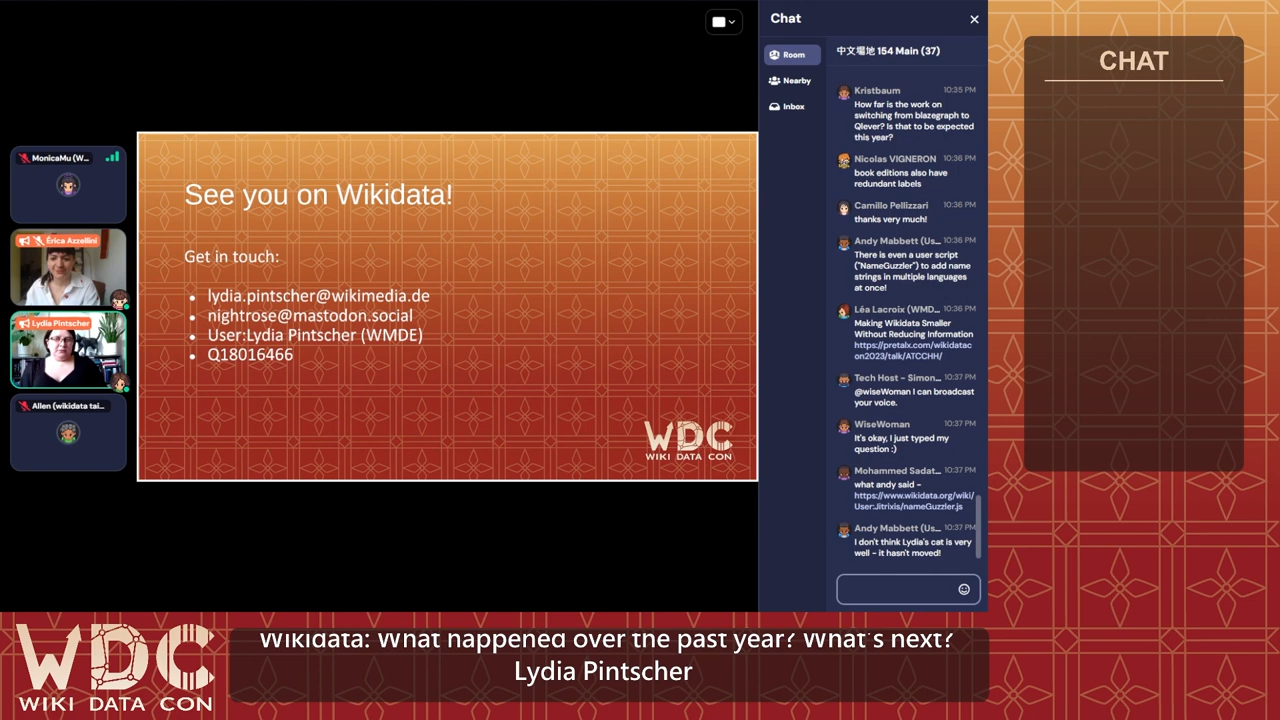 MonicaMu (W...
Érica Azzellini
Lydia Pintscher
Allen (wikidata tai...
See you on Wikidata!
Get in touch:
• lydia.pintscher@wikimedia.de
• nightrose@mastodon.social
• User:Lydia Pintscher (WMDE)
• Q18016466
WDC
WIKI DATA CON
Chat
Room
Nearby
Inbox
中文場地 154 Main (37)
Kristbaum 10:35 PM
How far is the work on
switching from blazegraph to
Qlever? Is that to be expected
this year?
Nicolas VIGNERON 10:36 PM
book editions also have
redundant labels
Camillo Pellizzari 10:36 PM
thanks very much!
Andy Mabbett (Us... 10:36 PM
There is even a user script
("NameGuzzler") to add name
strings in multiple languages
at once!
Léa Lacroix (WMD... 10:36 PM
Making Wikidata Smaller
Without Reducing Information
https://pretalx.com/wikidatac
on2023/talk/ATCCHH/
Tech Host - Simon... 10:37 PM
@wiseWoman I can broadcast
your voice.
WiseWoman 10:37 PM
It's okay, I just typed my
question :)
Mohammed Sadat... 10:37 PM
what andy said -
https://www.wikidata.org/wiki/
User:Jitrixis/nameGuzzler.js
Andy Mabbett (Us... 10:37 PM
I don't think Lydia's cat is very
well - it hasn't moved!
CHAT
WDC
WIKI DATA CON
Wikidata: What happened over the past year? What's next?
Lydia Pintscher